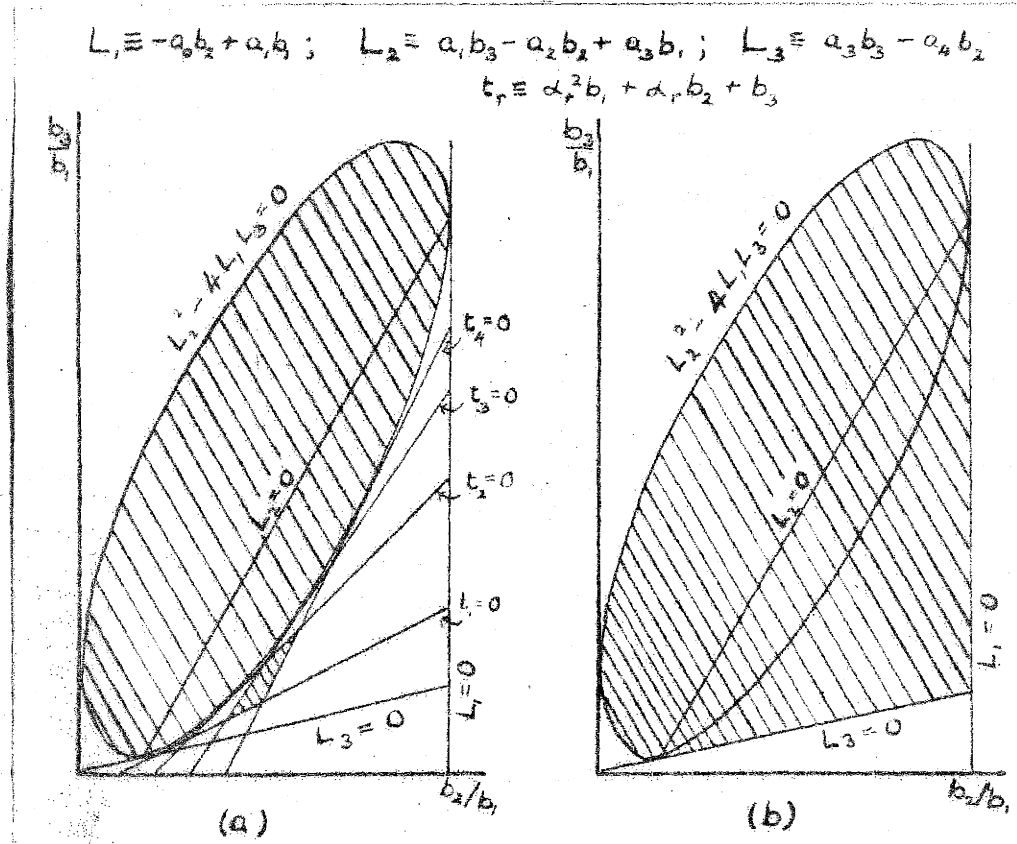 L₁ ≡ -a₀b₂ + a₁b₁ ; L₂ ≡ a₁b₃ - a₂b₂ + a₃b₁ ; L₃ ≡ a₃b₃ - a₄b₂
tᵣ ≡ αᵣ²b₁ + αᵣb₂ + b₃
b₃/b₁
L₂² - 4L₁L₃ = 0
L₂=0
t₄=0
t₃=0
t₂=0
t₁=0
L₁=0
L₃=0
b₂/b₁
(a)
b₃/b₁
L₂² - 4L₁L₃ = 0
L₂=0
L₁=0
L₃=0
b₂/b₁
(b)